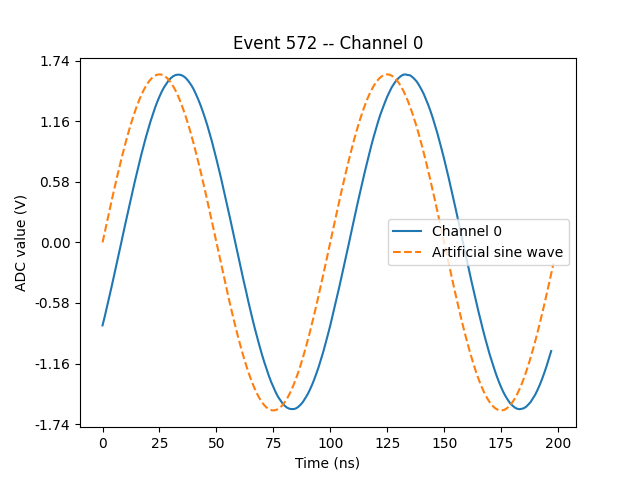 Event 572 -- Channel 0
1.74
1.16
0.58
0.00
-0.58
-1.16
-1.74
ADC value (V)
Channel 0
Artificial sine wave
0 25 50 75 100 125 150 175 200
Time (ns)